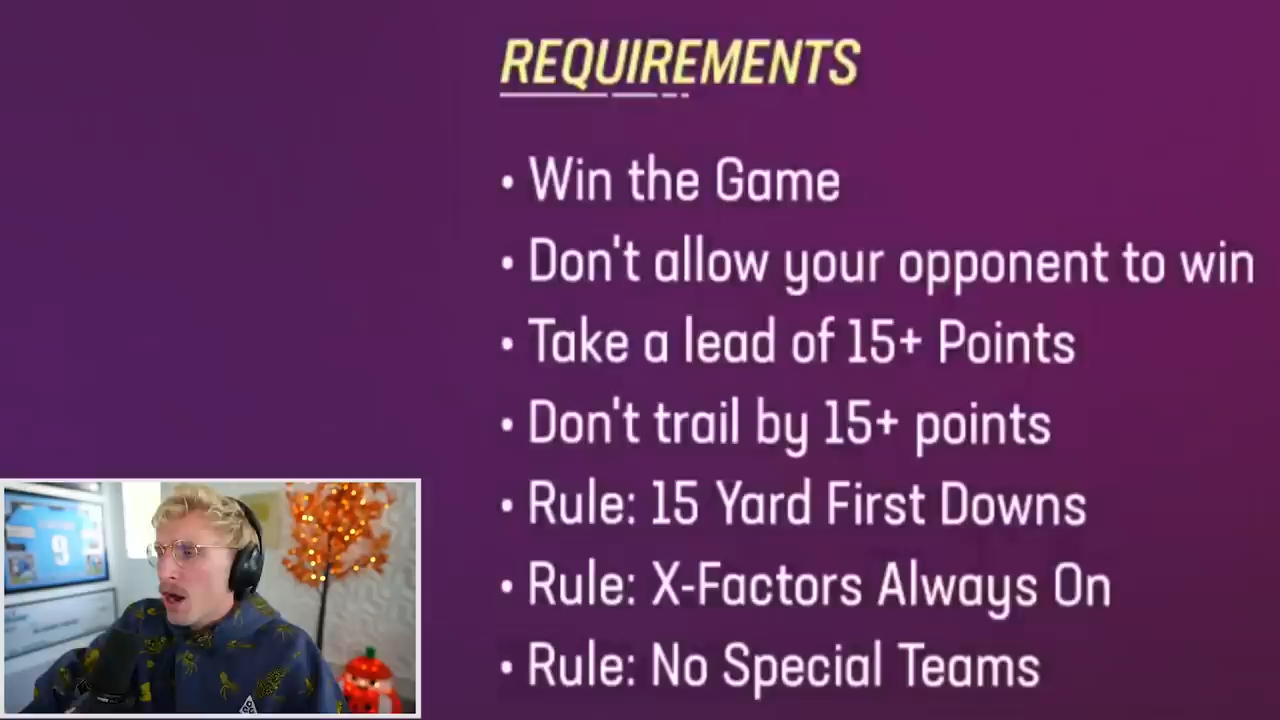 REQUIREMENTS
• Win the Game
• Don't allow your opponent to win
• Take a lead of 15+ Points
• Don't trail by 15+ points
• Rule: 15 Yard First Downs
• Rule: X-Factors Always On
• Rule: No Special Teams
9